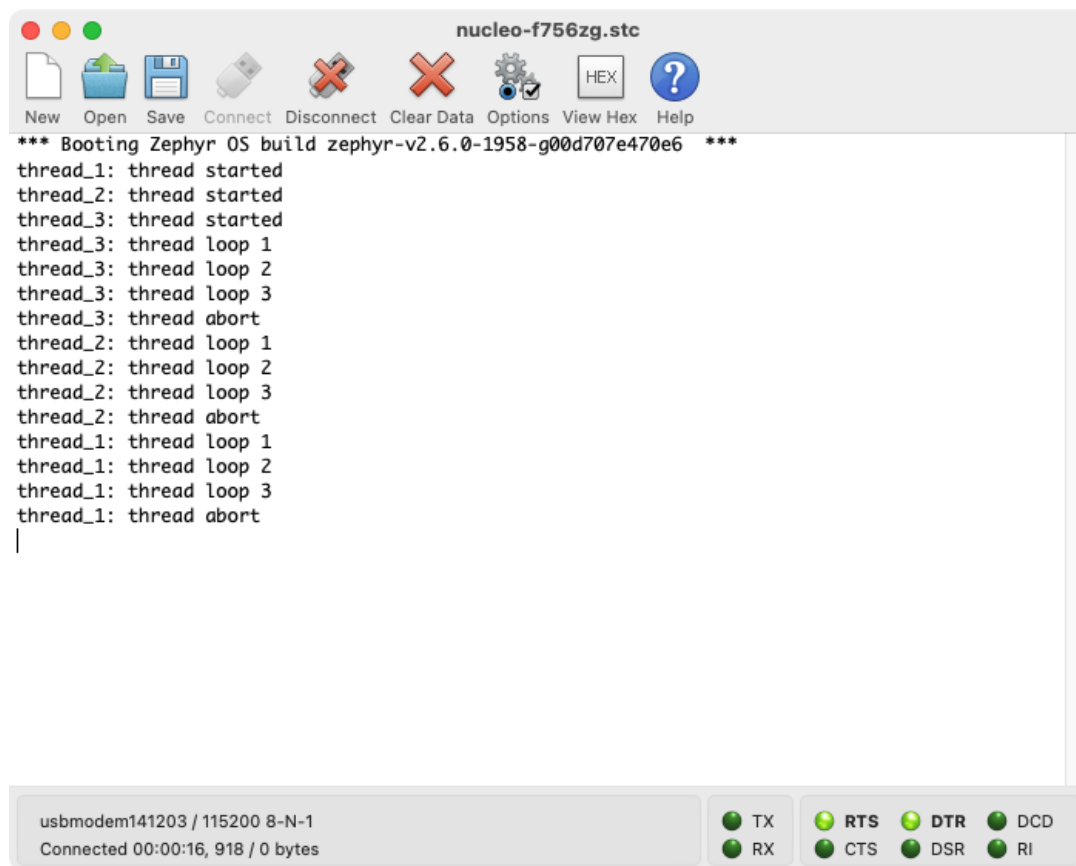 nucleo-f756zg.stc
HEX
?
New Open Save Connect Disconnect Clear Data Options View Hex Help
*** Booting Zephyr OS build zephyr-v2.6.0-1958-g00d707e470e6  ***
thread_1: thread started
thread_2: thread started
thread_3: thread started
thread_3: thread loop 1
thread_3: thread loop 2
thread_3: thread loop 3
thread_3: thread abort
thread_2: thread loop 1
thread_2: thread loop 2
thread_2: thread loop 3
thread_2: thread abort
thread_1: thread loop 1
thread_1: thread loop 2
thread_1: thread loop 3
thread_1: thread abort
usbmodem141203 / 115200 8-N-1 TX RTS DTR DCD
Connected 00:00:16, 918 / 0 bytes RX CTS DSR RI